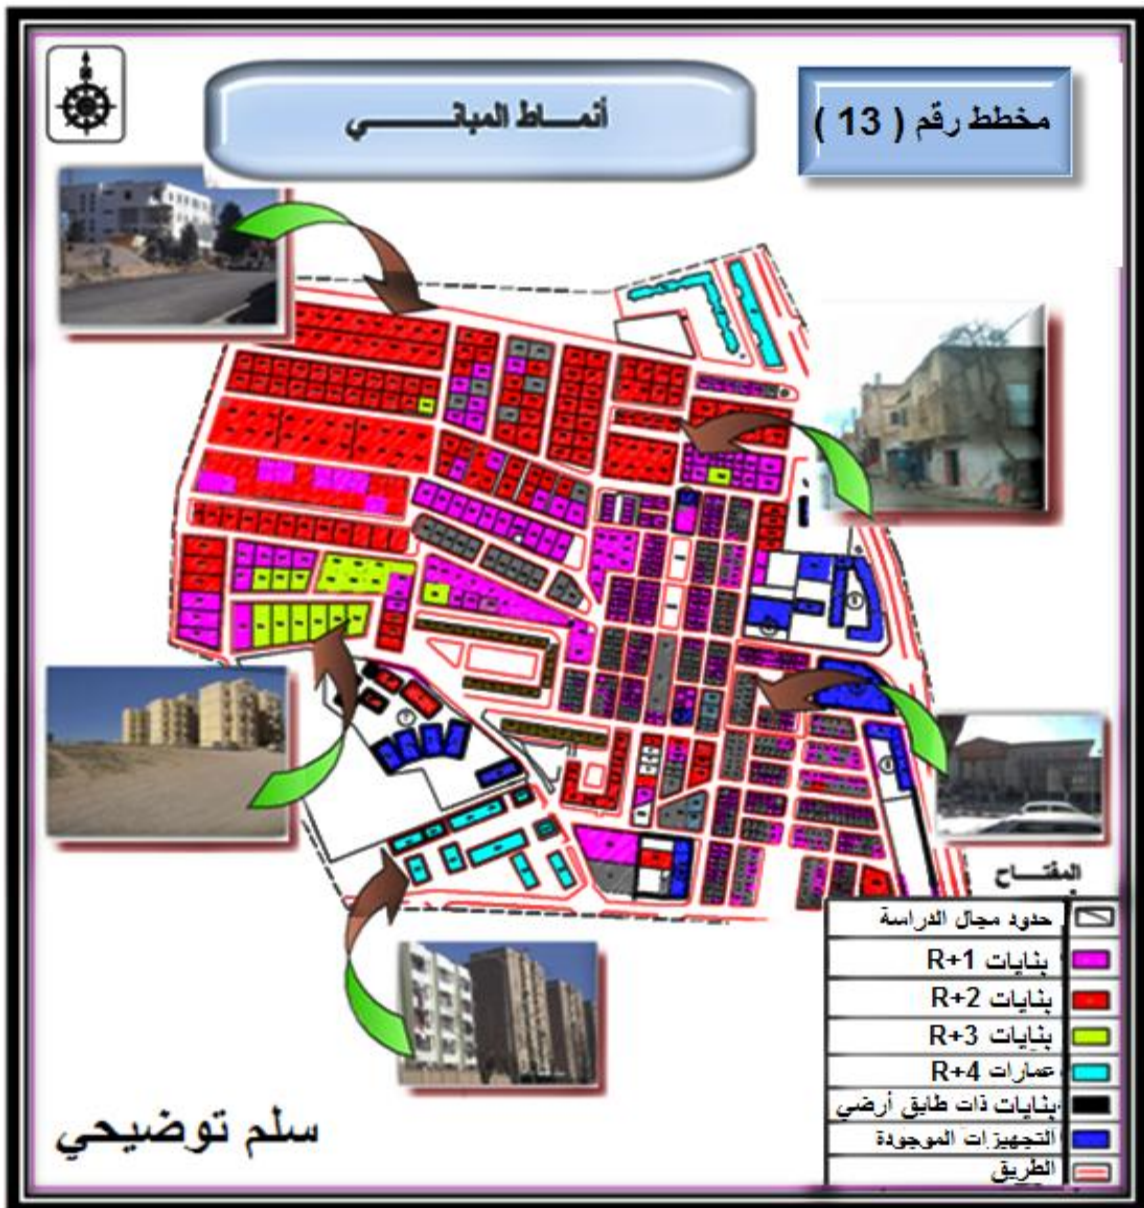 مخطط رقم ( 13 )
أنمـــاط المبانـــــــي
N
المفتـــاح
حدود مجال الدراسة
بنايات R+1
بنايات R+2
بنايات R+3
عمارات R+4
بنايات ذات طابق أرضي
التجهيزات الموجودة
الطريق
سلم توضيحي